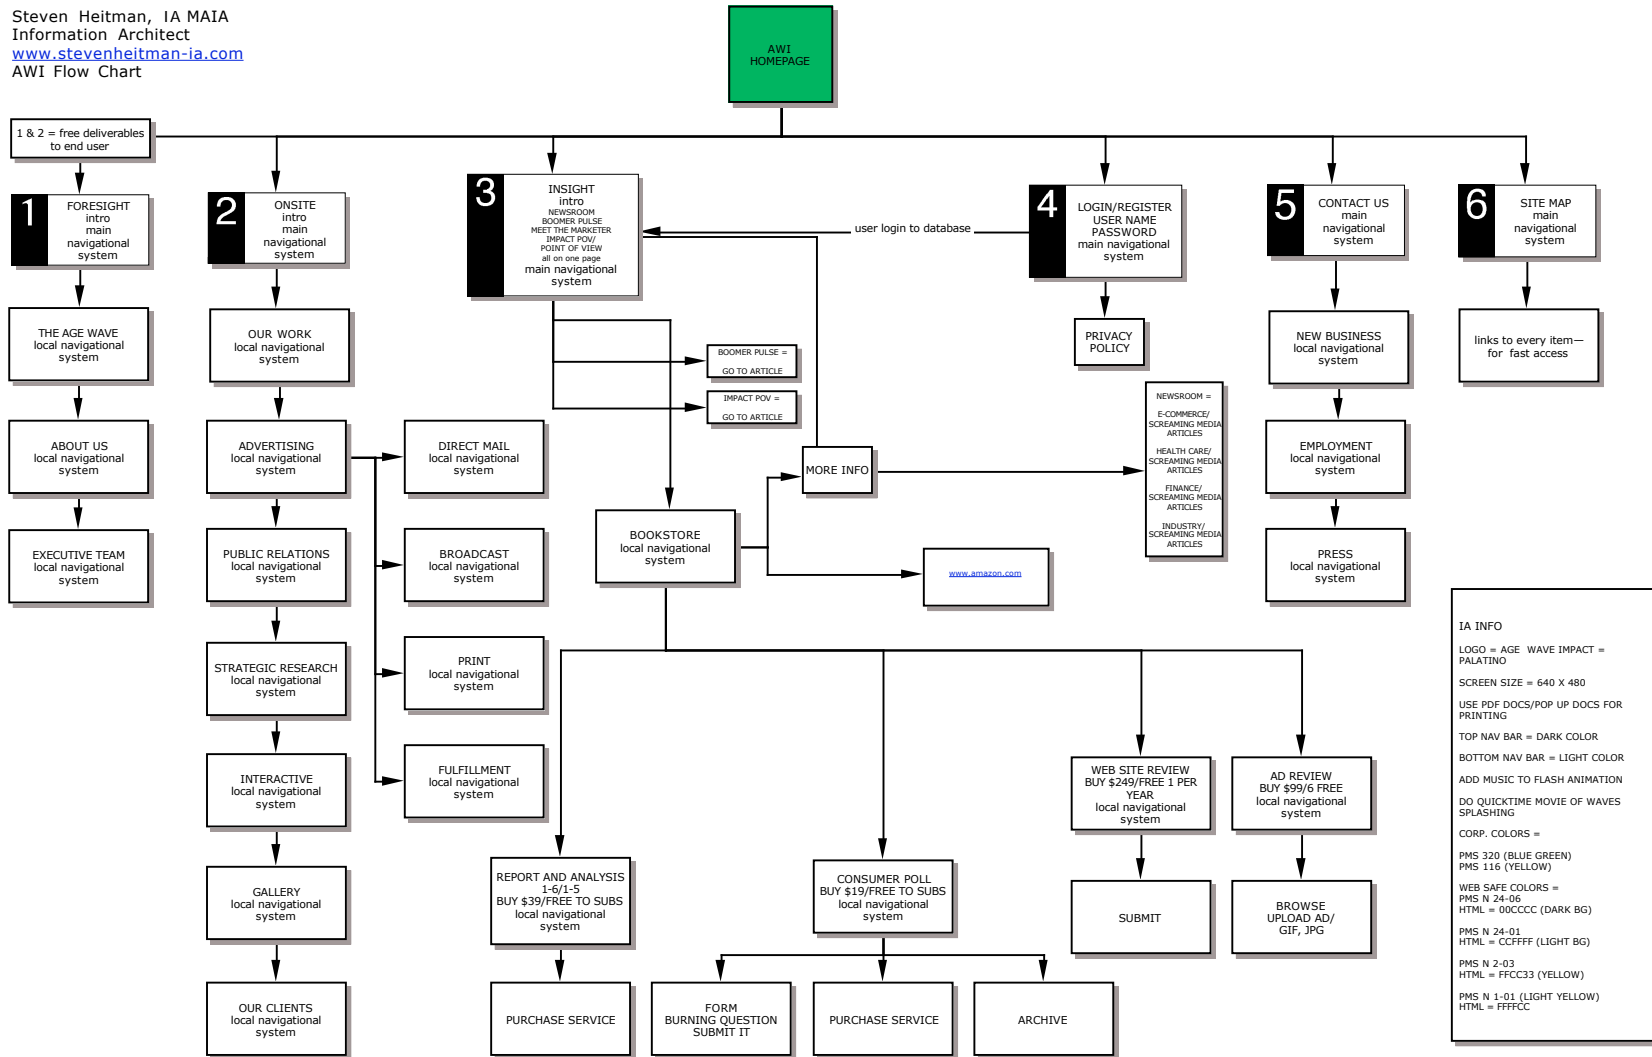 Steven Heitman, IA MAIA
Information Architect
www.stevenheitman-ia.com
AWI Flow Chart
AWI
HOMEPAGE
1 & 2 = free deliverables
to end user
1
FORESIGHT
intro
main
navigational
system
2
ONSITE
intro
main
navigational
system
3
INSIGHT
intro
NEWSROOM
BOOMER PULSE
MEET THE MARKETER
IMPACT POV/
POINT OF VIEW
all on one page
main navigational
system
user login to database
4
LOGIN/REGISTER
USER NAME
PASSWORD
main navigational
system
5
CONTACT US
main
navigational
system
6
SITE MAP
main
navigational
system
THE AGE WAVE
local navigational
system
ABOUT US
local navigational
system
EXECUTIVE TEAM
local navigational
system
OUR WORK
local navigational
system
ADVERTISING
local navigational
system
PUBLIC RELATIONS
local navigational
system
STRATEGIC RESEARCH
local navigational
system
INTERACTIVE
local navigational
system
GALLERY
local navigational
system
OUR CLIENTS
local navigational
system
DIRECT MAIL
local navigational
system
BROADCAST
local navigational
system
PRINT
local navigational
system
FULFILLMENT
local navigational
system
BOOMER PULSE =
GO TO ARTICLE
IMPACT POV =
GO TO ARTICLE
BOOKSTORE
local navigational
system
MORE INFO
www.amazon.com
PRIVACY
POLICY
NEWSROOM =
E-COMMERCE/
SCREAMING MEDIA
ARTICLES
HEALTH CARE/
SCREAMING MEDIA
ARTICLES
FINANCE/
SCREAMING MEDIA
ARTICLES
INDUSTRY/
SCREAMING MEDIA
ARTICLES
NEW BUSINESS
local navigational
system
EMPLOYMENT
local navigational
system
PRESS
local navigational
system
links to every item—
for fast access
REPORT AND ANALYSIS
1-6/1-5
BUY $39/FREE TO SUBS
local navigational
system
PURCHASE SERVICE
CONSUMER POLL
BUY $19/FREE TO SUBS
local navigational
system
FORM
BURNING QUESTION
SUBMIT IT
PURCHASE SERVICE
ARCHIVE
WEB SITE REVIEW
BUY $249/FREE 1 PER
YEAR
local navigational
system
SUBMIT
AD REVIEW
BUY $99/6 FREE
local navigational
system
BROWSE
UPLOAD AD/
GIF, JPG
IA INFO
LOGO = AGE WAVE IMPACT =
PALATINO
SCREEN SIZE = 640 X 480
USE PDF DOCS/POP UP DOCS FOR
PRINTING
TOP NAV BAR = DARK COLOR
BOTTOM NAV BAR = LIGHT COLOR
ADD MUSIC TO FLASH ANIMATION
DO QUICKTIME MOVIE OF WAVES
SPLASHING
CORP. COLORS =
PMS 320 (BLUE GREEN)
PMS 116 (YELLOW)
WEB SAFE COLORS =
PMS N 24-06
HTML = 00CCCC (DARK BG)
PMS N 24-01
HTML = CCFFFF (LIGHT BG)
PMS N 2-03
HTML = FFCC33 (YELLOW)
PMS N 1-01 (LIGHT YELLOW)
HTML = FFFFCC